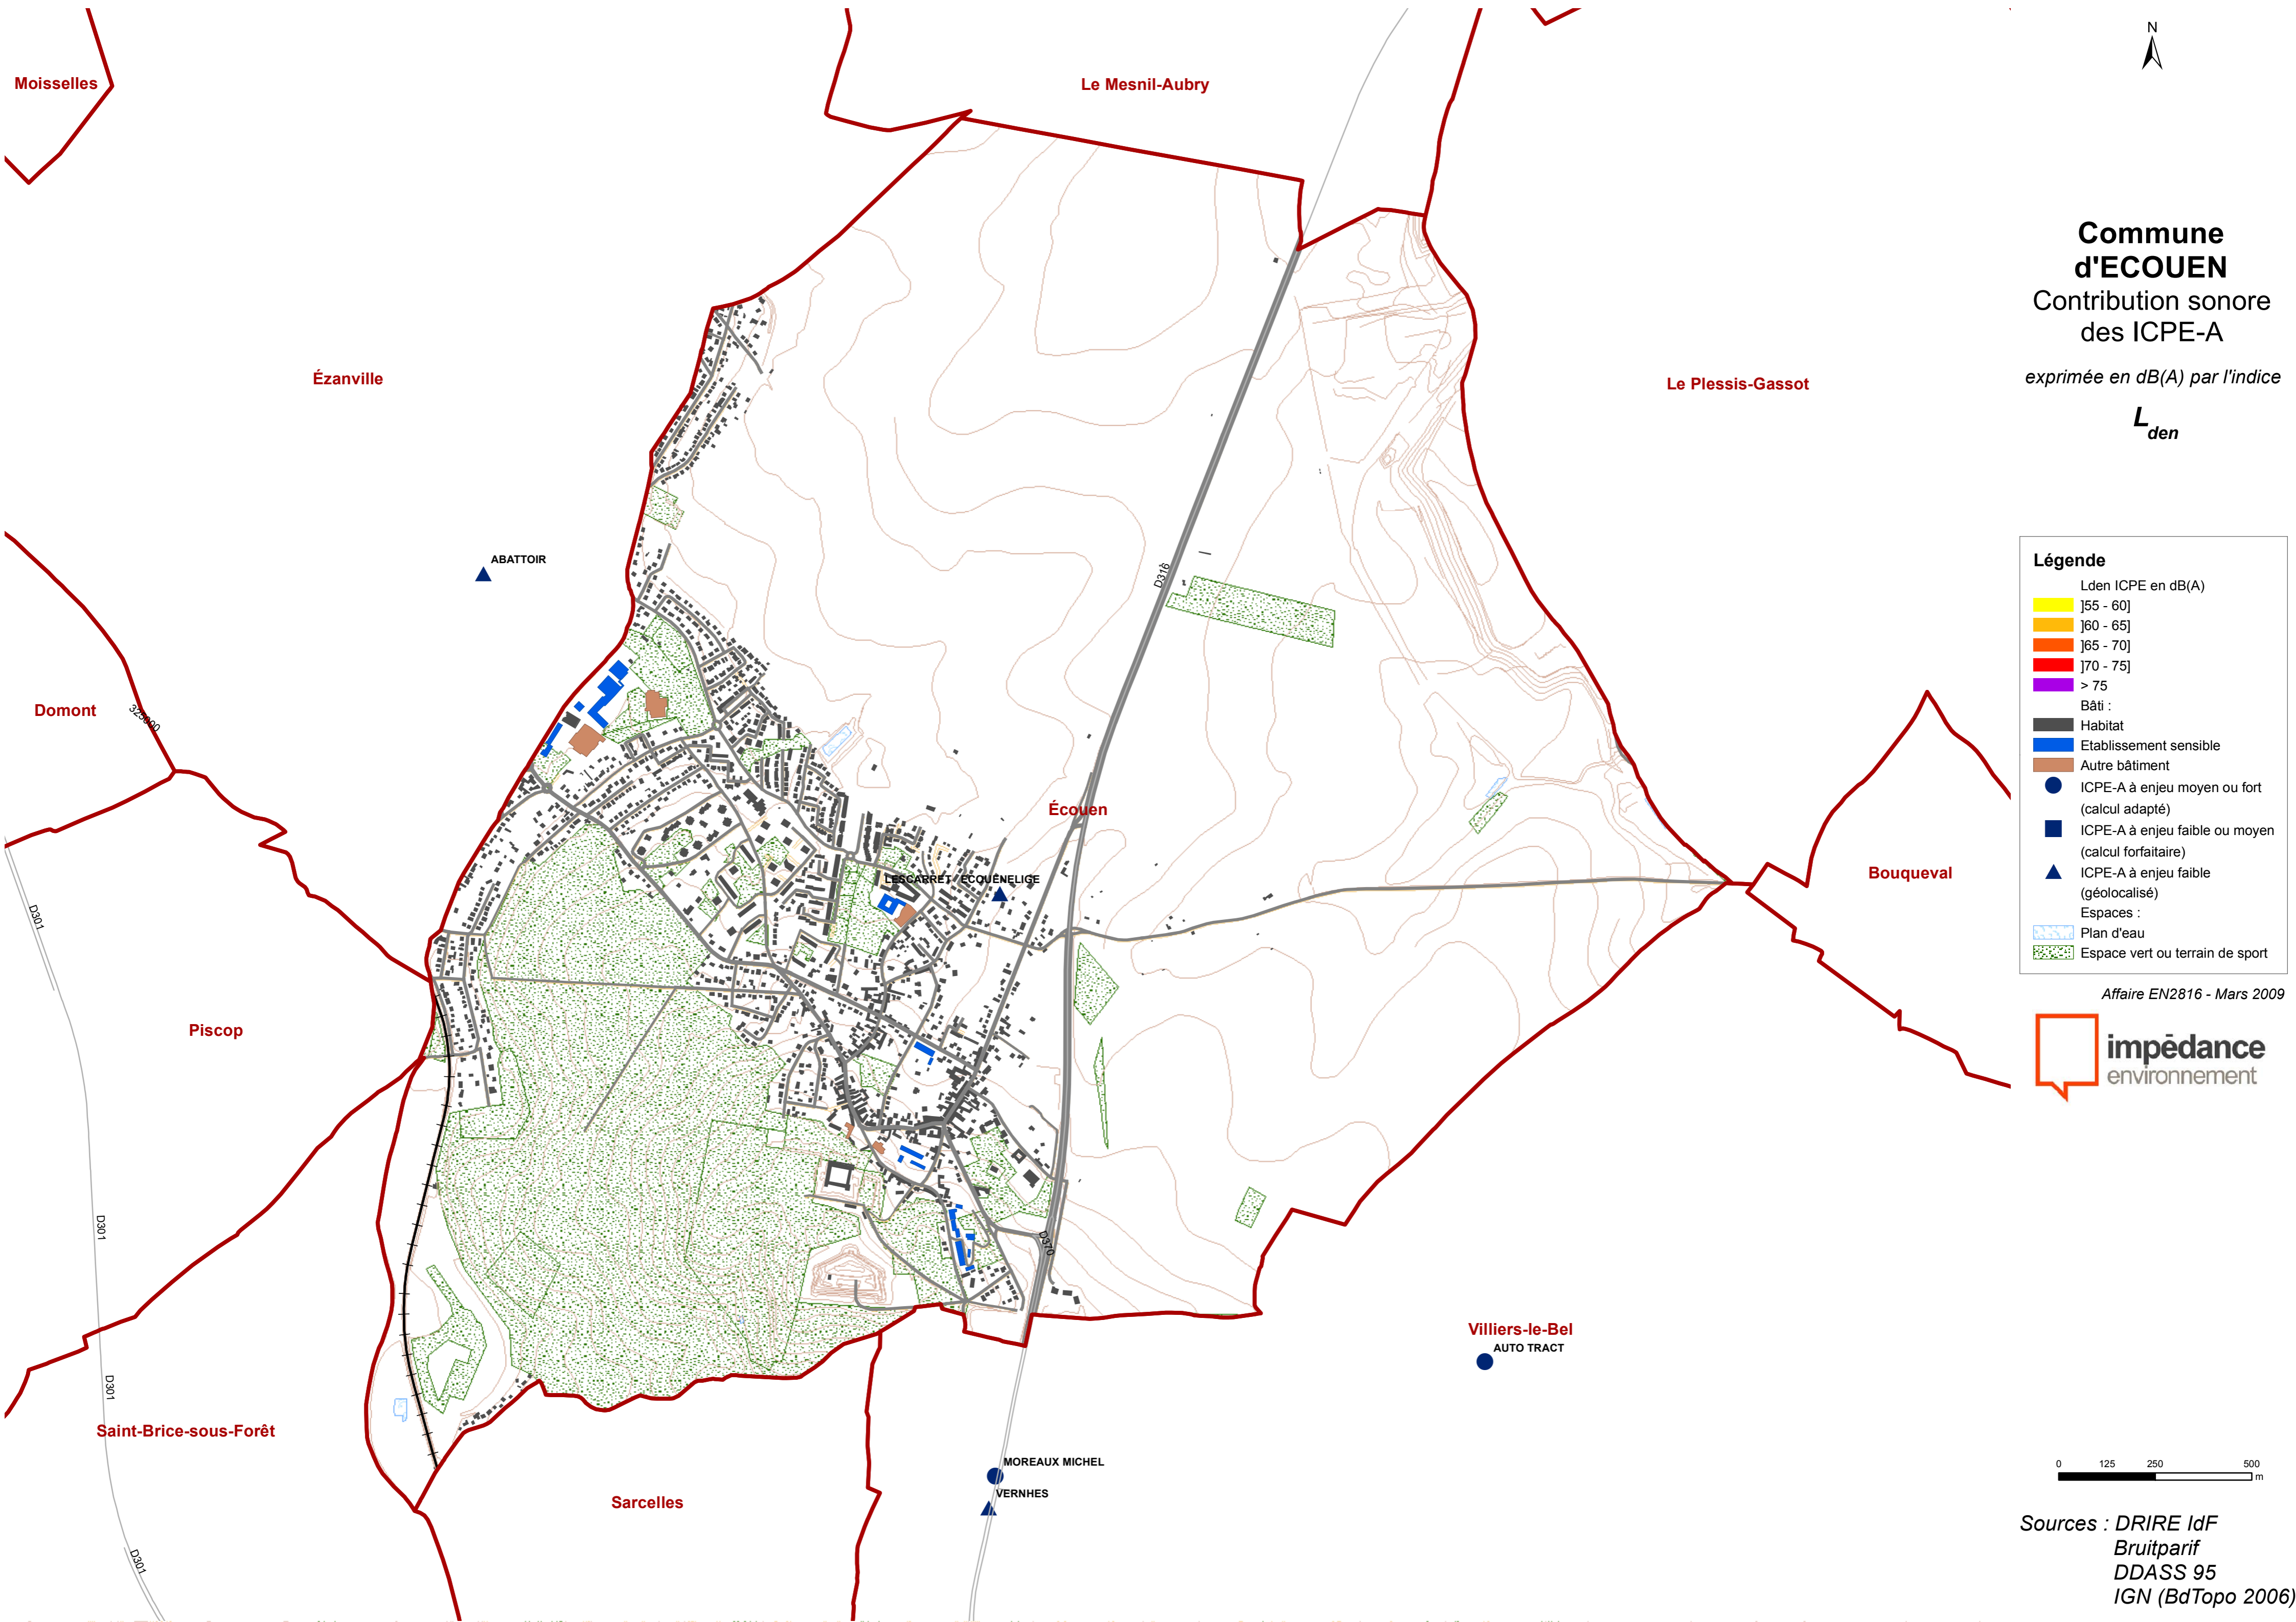 Moisselles
Le Mesnil-Aubry
N
Commune
d'ECOUEN
Contribution sonore
des ICPE-A
exprimée en dB(A) par l'indice
L den
Ézanville
Le Plessis-Gassot
ABATTOIR
D316
Domont
325000
Écouen
LESCARRET ECOUENELIGE
Bouqueval
D301
Piscop
D301
D370
Villiers-le-Bel
AUTO TRACT
D301
Saint-Brice-sous-Forêt
MOREAUX MICHEL
VERNHES
Sarcelles
D301
Légende
Lden ICPE en dB(A)
]55 - 60]
]60 - 65]
]65 - 70]
]70 - 75]
> 75
Bâti :
Habitat
Etablissement sensible
Autre bâtiment
ICPE-A à enjeu moyen ou fort
(calcul adapté)
ICPE-A à enjeu faible ou moyen
(calcul forfaitaire)
ICPE-A à enjeu faible
(géolocalisé)
Espaces :
Plan d'eau
Espace vert ou terrain de sport
Affaire EN2816 - Mars 2009
impēdance
environnement
0 125 250 500
m
Sources : DRIRE IdF
Bruitparif
DDASS 95
IGN (BdTopo 2006)